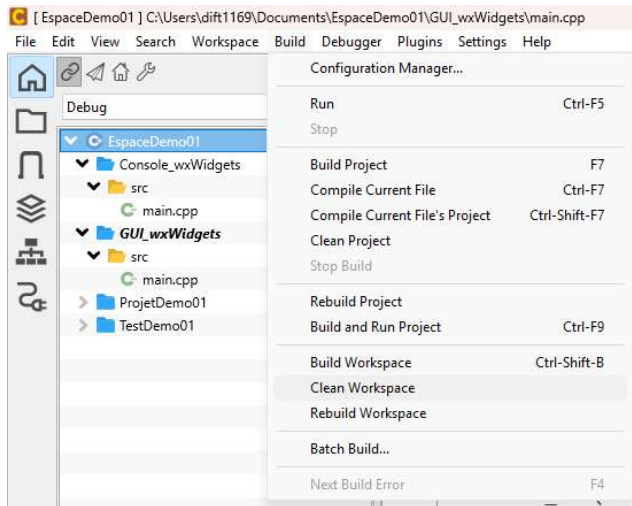 [ EspaceDemo01 ] C:\Users\dift1169\Documents\EspaceDemo01\GUI_wxWidgets\main.cpp
File Edit View Search Workspace Build Debugger Plugins Settings Help
Debug
EspaceDemo01
Console_wxWidgets
src
main.cpp
GUI_wxWidgets
src
main.cpp
ProjetDemo01
TestDemo01
Configuration Manager...
Run Ctrl-F5
Stop
Build Project F7
Compile Current File Ctrl-F7
Compile Current File's Project Ctrl-Shift-F7
Clean Project
Stop Build
Rebuild Project
Build and Run Project Ctrl-F9
Build Workspace Ctrl-Shift-B
Clean Workspace
Rebuild Workspace
Batch Build...
Next Build Error F4